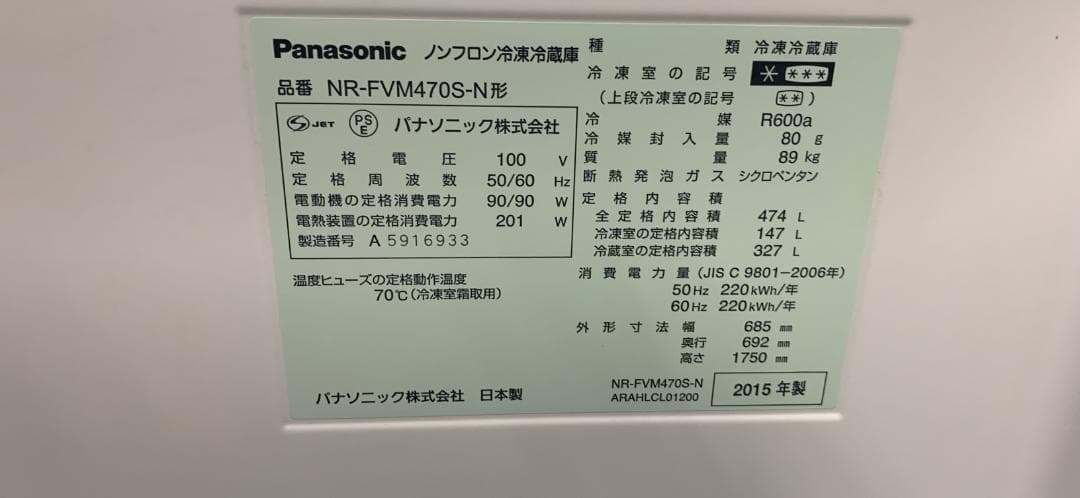 Panasonic ノンフロン冷凍冷蔵庫
品番 NR-FVM470S-N形
S JET PS E パナソニック株式会社
定格電圧 100 V
定格周波数 50/60 Hz
電動機の定格消費電力 90/90 W
電熱装置の定格消費電力 201 W
製造番号 A 5916933
温度ヒューズの定格動作温度
70℃(冷凍室霜取用)
パナソニック株式会社 日本製
種類 冷凍冷蔵庫
冷凍室の記号 * ***
(上段冷凍室の記号 **)
冷媒 R600a
冷媒封入量 80 g
質量 89 kg
断熱発泡ガス シクロペンタン
定格内容積
全定格内容積 474 L
冷凍室の定格内容積 147 L
冷蔵室の定格内容積 327 L
消費電力量(JIS C 9801-2006年)
50Hz 220kWh/年
60Hz 220kWh/年
外形寸法幅 685 mm
奥行 692 mm
高さ 1750 mm
NR-FVM470S-N
ARAHLCL01200
2015年製